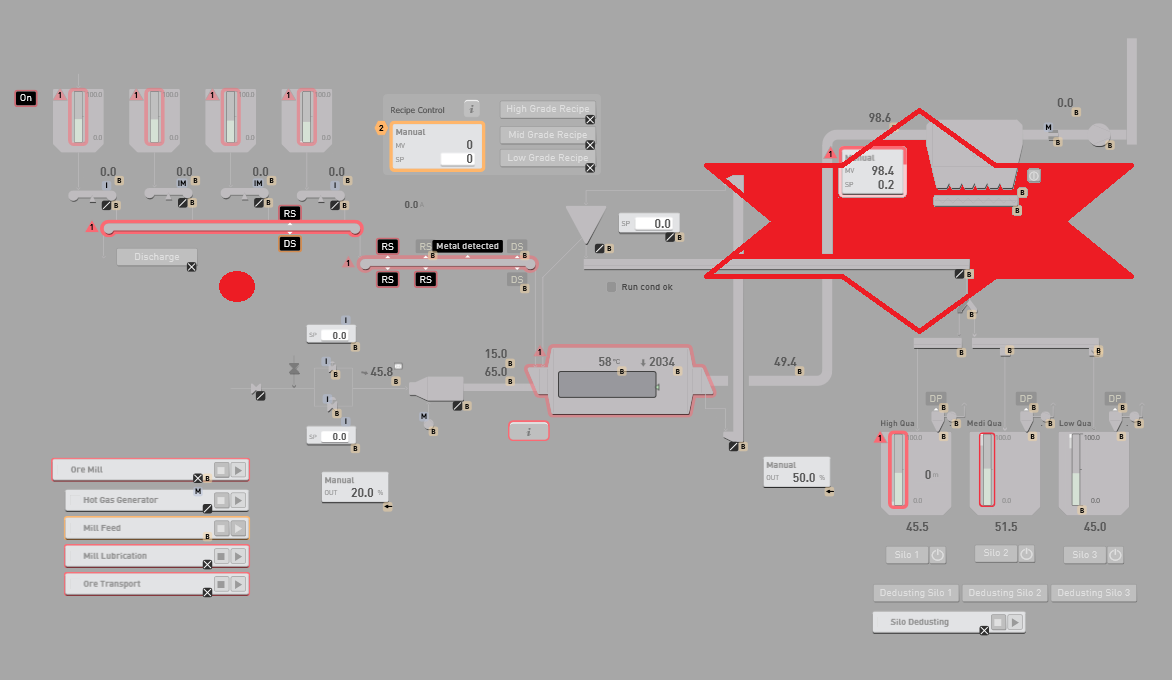 On
1 100.0 0.0
1 100.0 0.0
1 100.0 0.0
1 100.0 0.0
Recipe Control i
High Grade Recipe
2
Manual
MV 0
SP 0
Mid Grade Recipe
Low Grade Recipe
98.6
0.0
M B
B
1
Manual
MV 98.4
SP 0.2
B
B
0.0 B
0.0 B
0.0 B
0.0 B
I B
IM B
IM B
I B
0.0
RS
1
DS
Discharge
RS
RS
Metal detected
DS
B
B
1
RS
RS
DS
B
SP 0.0
B
B
B
Run cond ok
B
I
SP 0.0
B
I
B
I
B
I
SP 0.0
B
45.8
B
M
B
B
15.0
B
65.0
B
1
58 °C
B
2034
B
i
49.4
B
B
B
B
B
Manual
OUT 20.0 %
Manual
OUT 50.0 %
DP
B
B
DP
B
B
DP
B
B
High Qua
Medi Qua
Low Qua
1
100.0
100.0
100.0
0 m
0.0
0.0
0.0
B
45.5
51.5
45.0
Silo 1
Silo 2
Silo 3
Dedusting Silo 1
Dedusting Silo 2
Dedusting Silo 3
Silo Dedusting
Ore Mill
B
M
Hot Gas Generator
Mill Feed
B
Mill Lubrication
Ore Transport